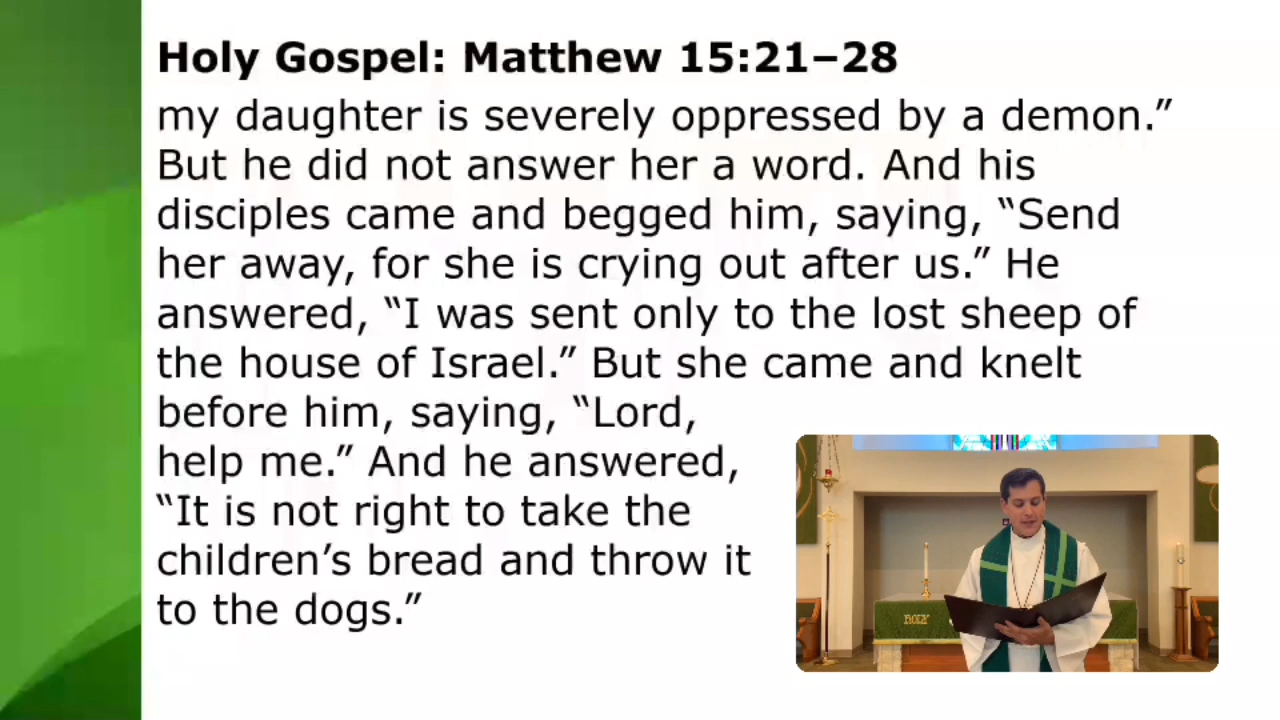 Holy Gospel: Matthew 15:21–28
my daughter is severely oppressed by a demon.”
But he did not answer her a word. And his
disciples came and begged him, saying, “Send
her away, for she is crying out after us.” He
answered, “I was sent only to the lost sheep of
the house of Israel.” But she came and knelt
before him, saying, “Lord,
help me.” And he answered,
“It is not right to take the
children’s bread and throw it
to the dogs.”
HOLY